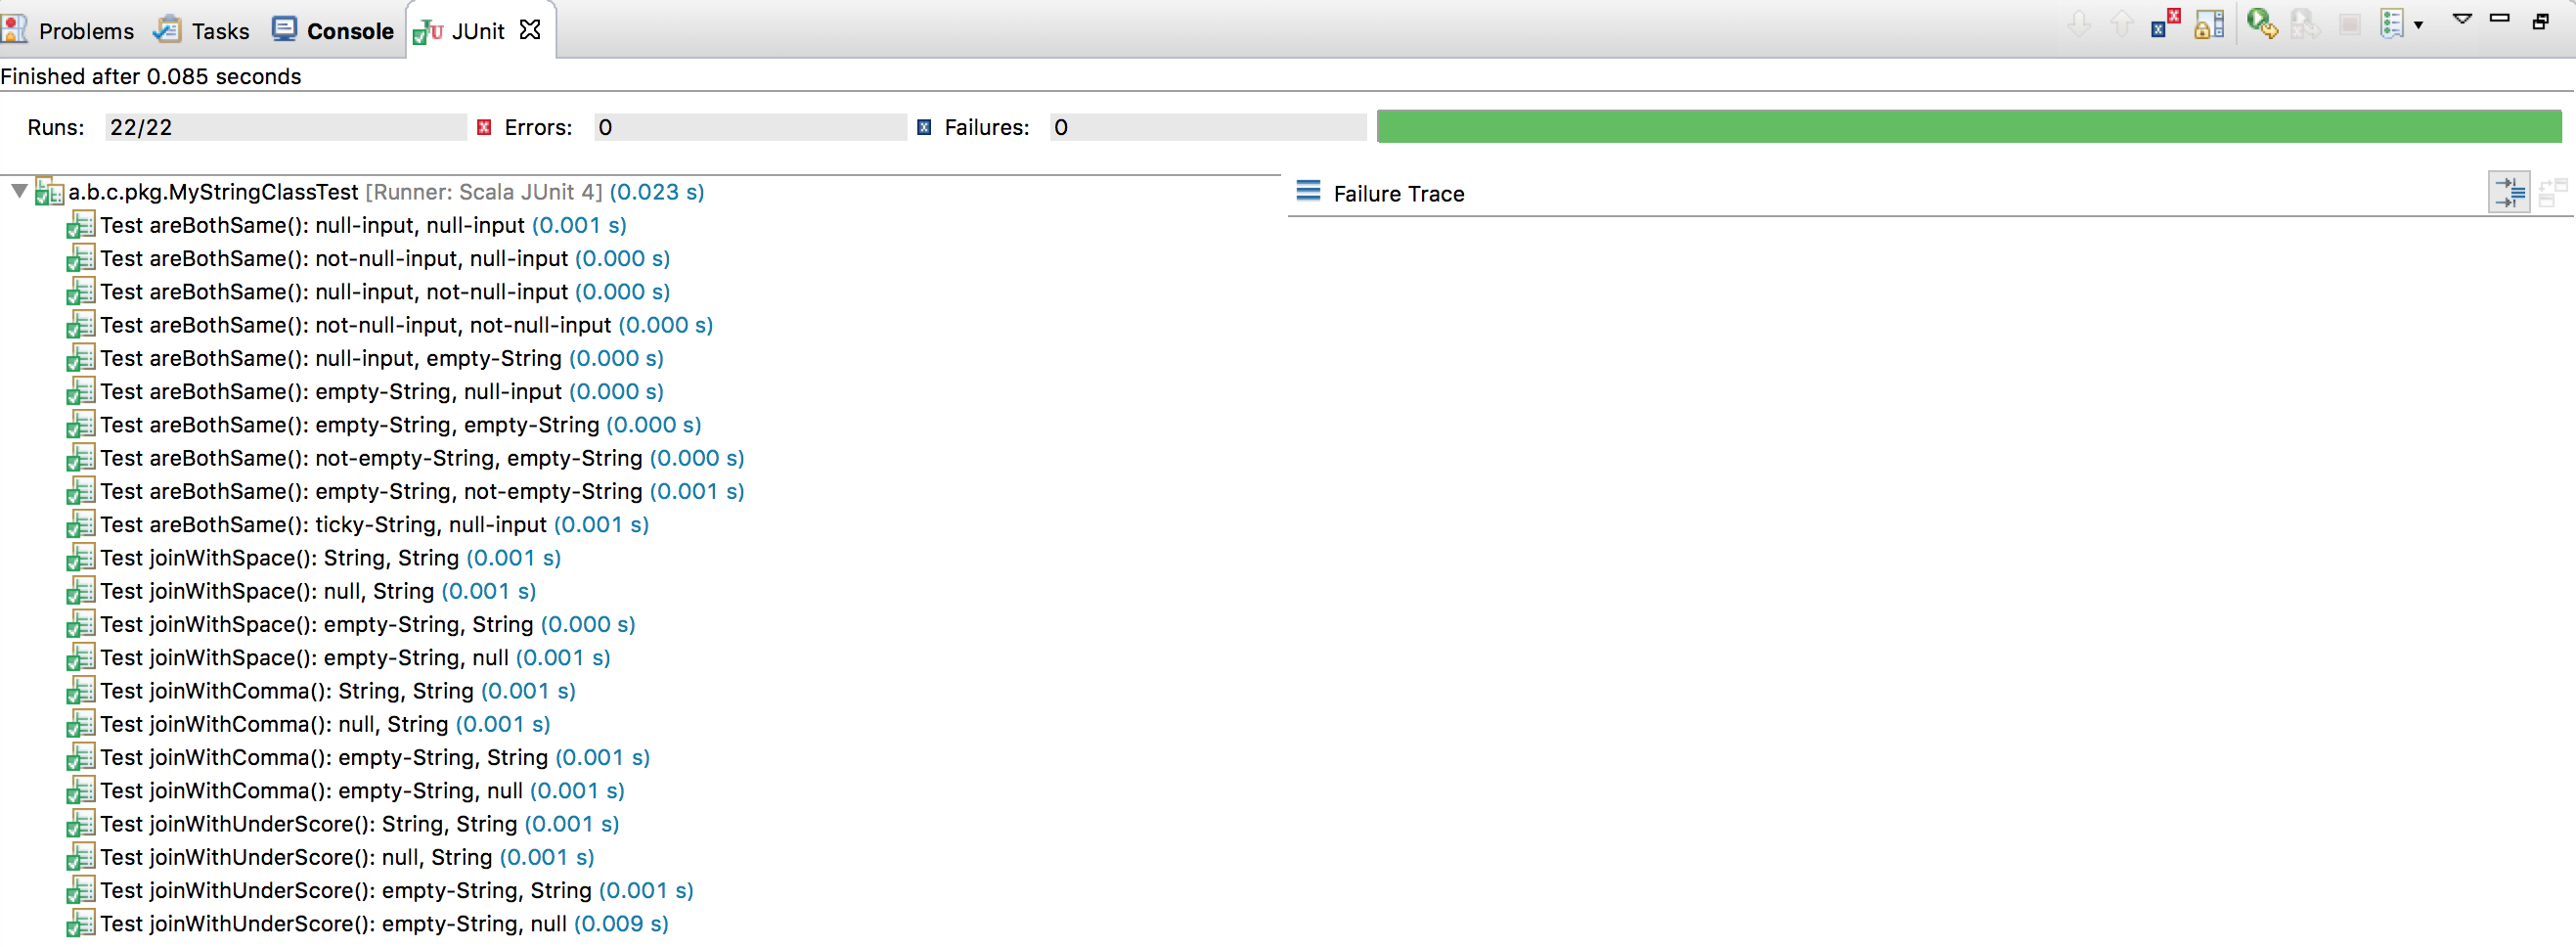 Problems Tasks Console JUnit
Finished after 0.085 seconds
Runs: 22/22 Errors: 0 Failures: 0
a.b.c.pkg.MyStringClassTest [Runner: Scala JUnit 4] (0.023 s)
Failure Trace
Test areBothSame(): null-input, null-input (0.001 s)
Test areBothSame(): not-null-input, null-input (0.000 s)
Test areBothSame(): null-input, not-null-input (0.000 s)
Test areBothSame(): not-null-input, not-null-input (0.000 s)
Test areBothSame(): null-input, empty-String (0.000 s)
Test areBothSame(): empty-String, null-input (0.000 s)
Test areBothSame(): empty-String, empty-String (0.000 s)
Test areBothSame(): not-empty-String, empty-String (0.000 s)
Test areBothSame(): empty-String, not-empty-String (0.001 s)
Test areBothSame(): ticky-String, null-input (0.001 s)
Test joinWithSpace(): String, String (0.001 s)
Test joinWithSpace(): null, String (0.001 s)
Test joinWithSpace(): empty-String, String (0.000 s)
Test joinWithSpace(): empty-String, null (0.001 s)
Test joinWithComma(): String, String (0.001 s)
Test joinWithComma(): null, String (0.001 s)
Test joinWithComma(): empty-String, String (0.001 s)
Test joinWithComma(): empty-String, null (0.001 s)
Test joinWithUnderScore(): String, String (0.001 s)
Test joinWithUnderScore(): null, String (0.001 s)
Test joinWithUnderScore(): empty-String, String (0.001 s)
Test joinWithUnderScore(): empty-String, null (0.009 s)